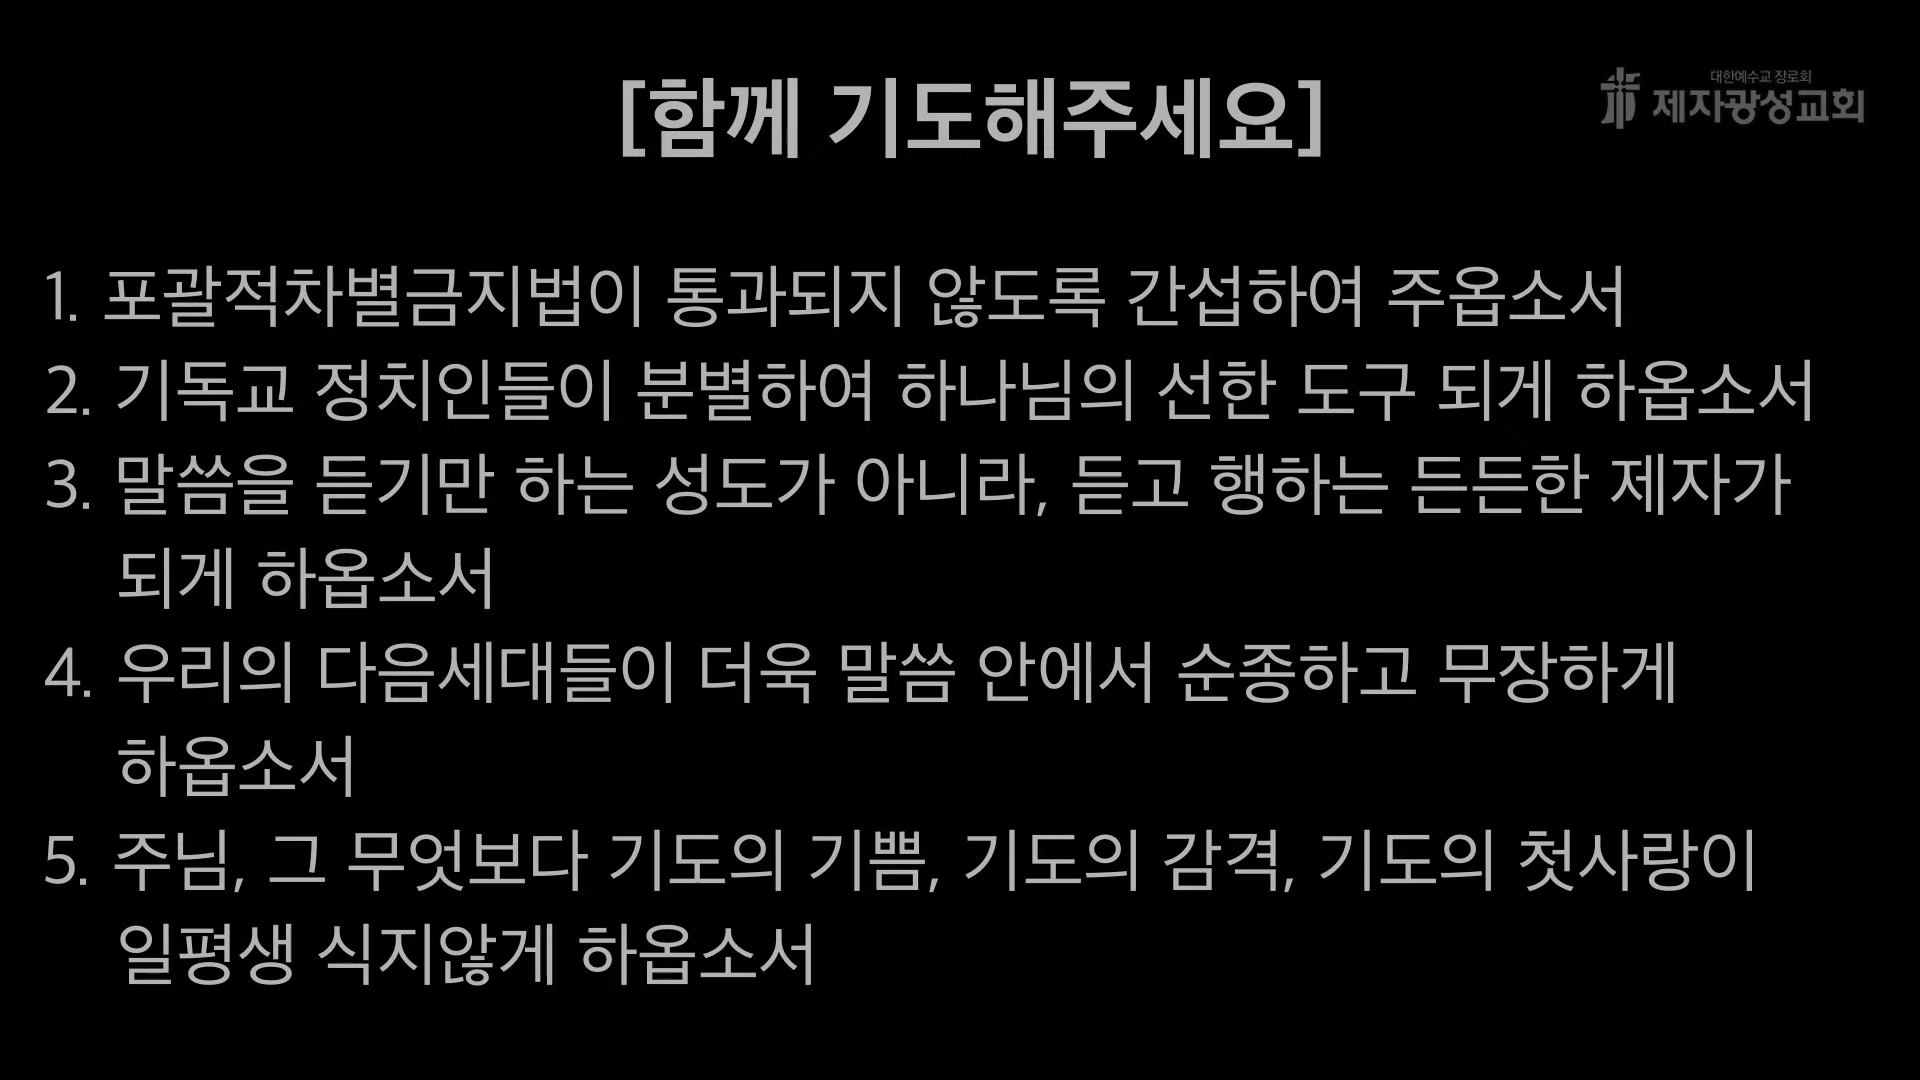 [함께 기도해주세요]
대한예수교 장로회
제자광성교회
1. 포괄적차별금지법이 통과되지 않도록 간섭하여 주옵소서
2. 기독교 정치인들이 분별하여 하나님의 선한 도구 되게 하옵소서
3. 말씀을 듣기만 하는 성도가 아니라, 듣고 행하는 든든한 제자가
되게 하옵소서
4. 우리의 다음세대들이 더욱 말씀 안에서 순종하고 무장하게
하옵소서
5. 주님, 그 무엇보다 기도의 기쁨, 기도의 감격, 기도의 첫사랑이
일평생 식지않게 하옵소서